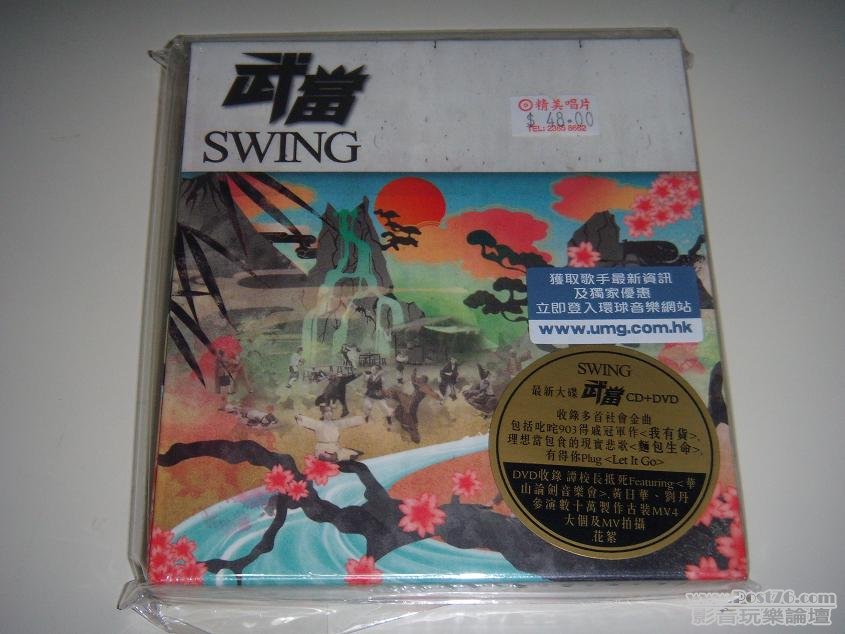 武當
SWING
精美唱片
$ 48.00
TEL: 2385 8682
獲取歌手最新資訊
及獨家優惠
立即登入環球音樂網站
www.umg.com.hk
SWING
最新大碟 武當 CD+DVD
收錄多首社會金曲
包括叱咤903得戚冠軍作<我有貨>,
理想當包食的現實悲歌<麵包生命>,
有得你Plug <Let It Go>
DVD收錄 譚校長抵死Featuring<華
山論劍音樂會>,黃日華、劉丹
參演數十萬製作古裝MV4
大個及MV拍攝
花絮
www.Post76.com
影音玩樂論壇